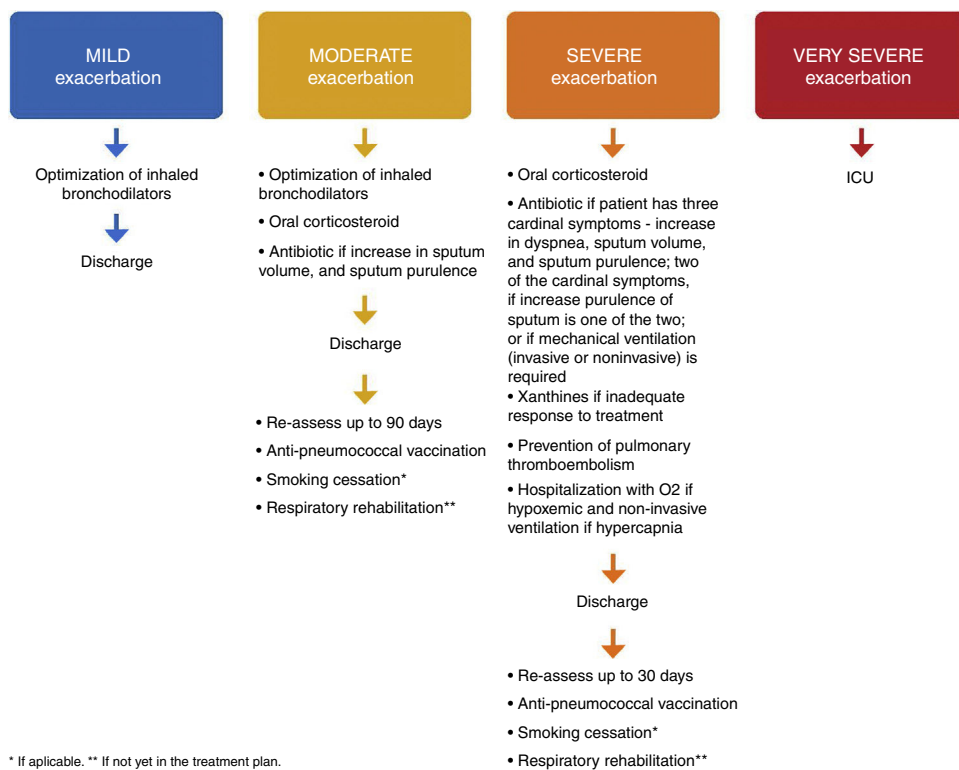 MILD
exacerbation
Optimization of inhaled
bronchodilators
Discharge
MODERATE
exacerbation
• Optimization of inhaled
bronchodilators
• Oral corticosteroid
• Antibiotic if increase in sputum
volume, and sputum purulence
Discharge
• Re-assess up to 90 days
• Anti-pneumococcal vaccination
• Smoking cessation*
• Respiratory rehabilitation**
SEVERE
exacerbation
• Oral corticosteroid
• Antibiotic if patient has three
cardinal symptoms - increase
in dyspnea, sputum volume,
and sputum purulence; two
of the cardinal symptoms,
if increase purulence of
sputum is one of the two;
or if mechanical ventilation
(invasive or noninvasive) is
required
• Xanthines if inadequate
response to treatment
• Prevention of pulmonary
thromboembolism
• Hospitalization with O2 if
hypoxemic and non-invasive
ventilation if hypercapnia
Discharge
• Re-assess up to 30 days
• Anti-pneumococcal vaccination
• Smoking cessation*
• Respiratory rehabilitation**
VERY SEVERE
exacerbation
ICU
* If aplicable. ** If not yet in the treatment plan.